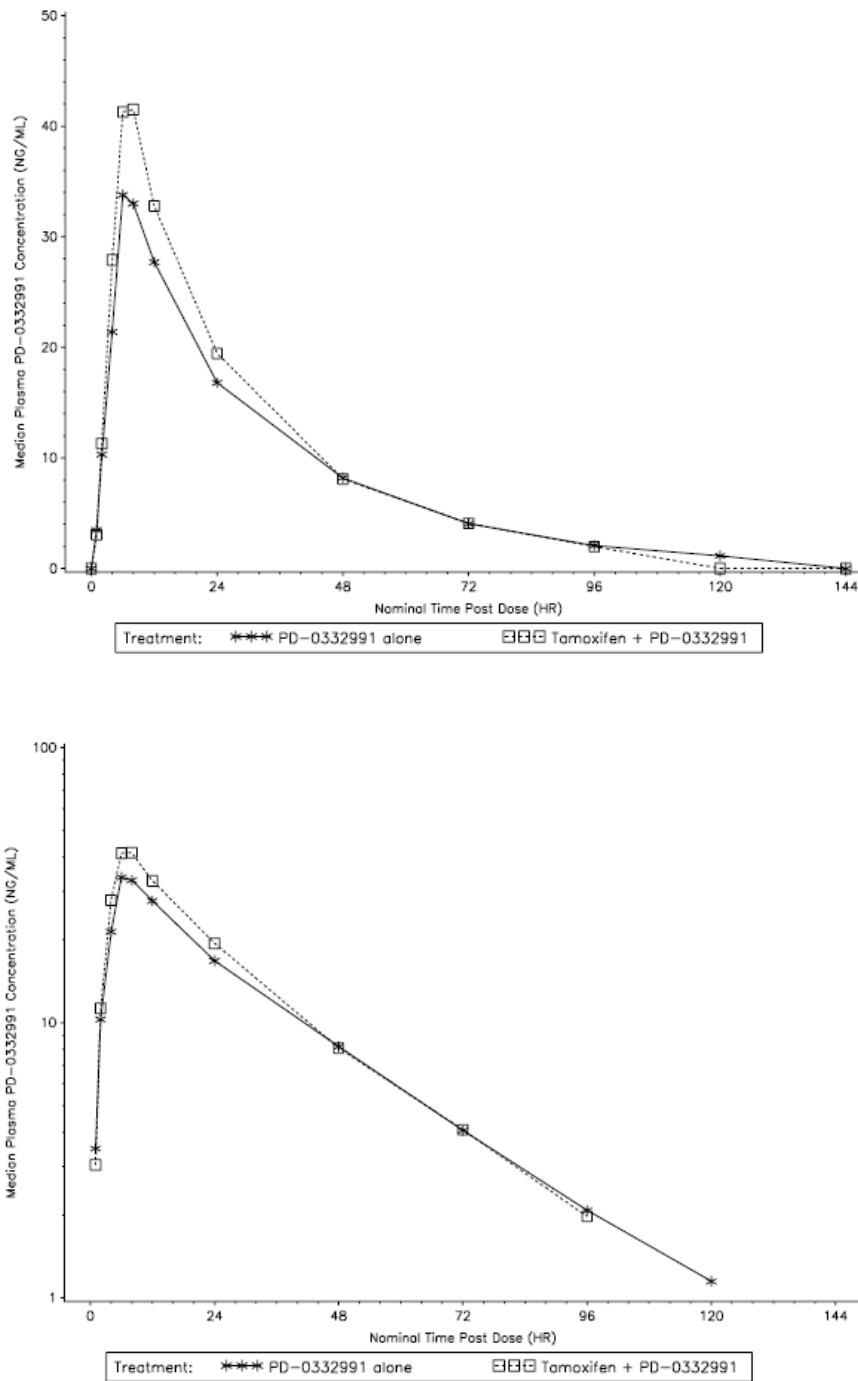 50
40
30
20
10
0
Median Plasma PD-0332991 Concentration (NG/ML)
0 24 48 72 96 120 144
Nominal Time Post Dose (HR)
Treatment: PD-0332991 alone Tamoxifen + PD-0332991
100
10
1
Median Plasma PD-0332991 Concentration (NG/ML)
0 24 48 72 96 120 144
Nominal Time Post Dose (HR)
Treatment: PD-0332991 alone Tamoxifen + PD-0332991